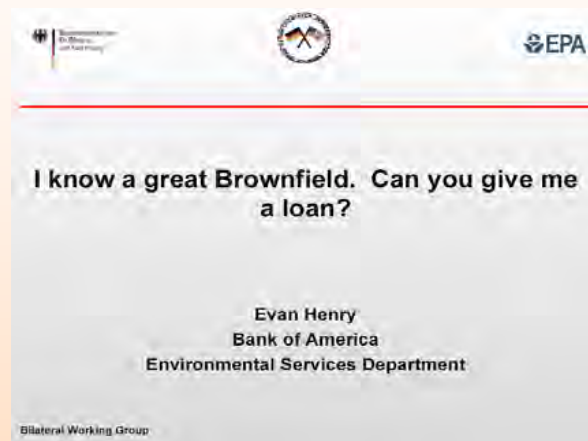 EPA
I know a great Brownfield. Can you give me
a loan?
Evan Henry
Bank of America
Environmental Services Department
Bilateral Working Group